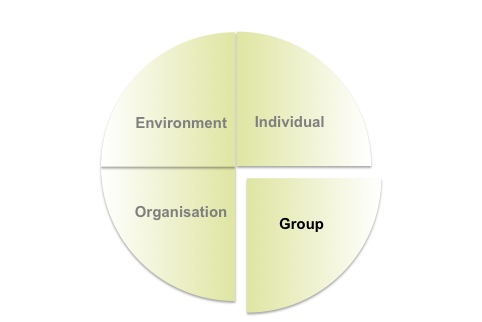 Environment
Individual
Organisation
Group